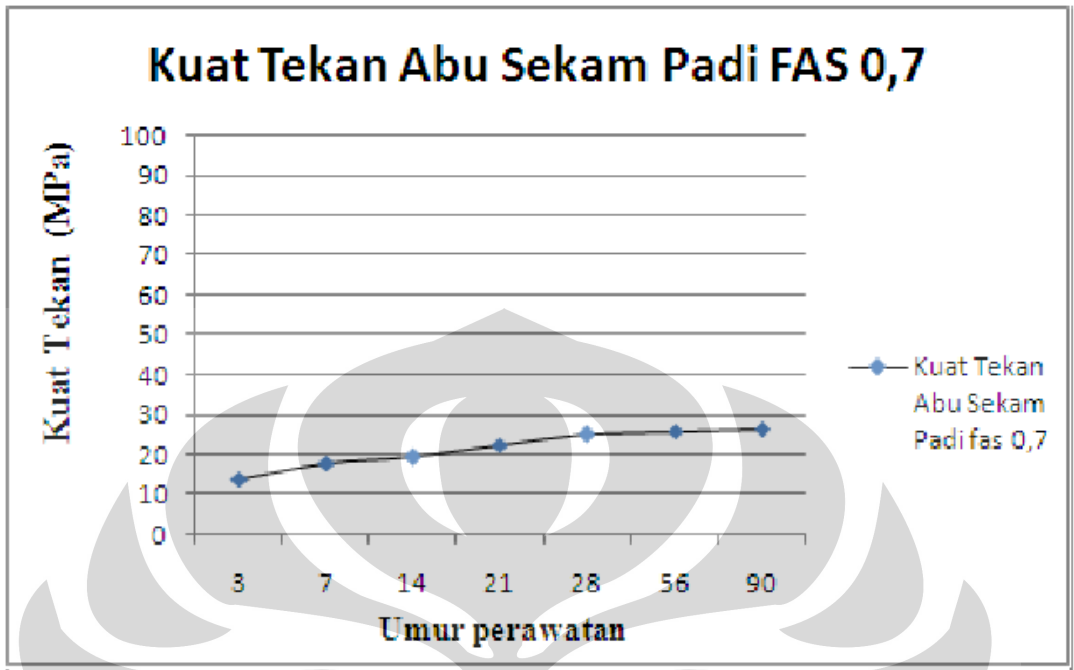 Kuat Tekan Abu Sekam Padi FAS 0,7
Kuat Tekan (MPa)
100
90
80
70
60
50
40
30
20
10
0
3 7 14 21 28 56 90
Umur perawatan
Kuat Tekan
Abu Sekam
Padi fas 0,7